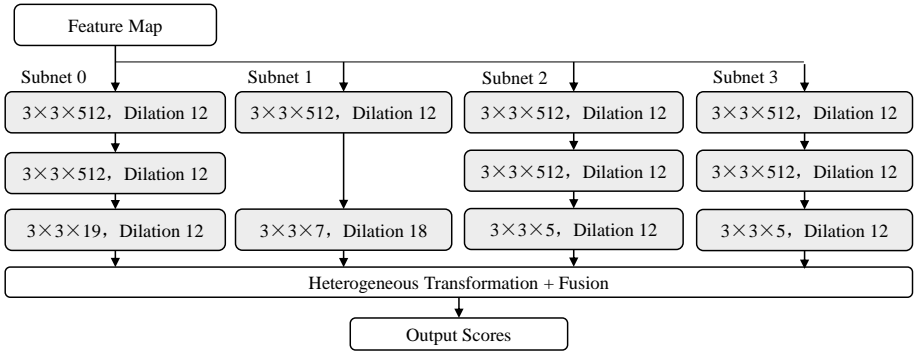 Feature Map
Subnet 0
Subnet 1
Subnet 2
Subnet 3
3×3×512，Dilation 12
3×3×512，Dilation 12
3×3×512，Dilation 12
3×3×512，Dilation 12
3×3×512，Dilation 12
3×3×512，Dilation 12
3×3×512，Dilation 12
3×3×19，Dilation 12
3×3×7，Dilation 18
3×3×5，Dilation 12
3×3×5，Dilation 12
Heterogeneous Transformation + Fusion
Output Scores